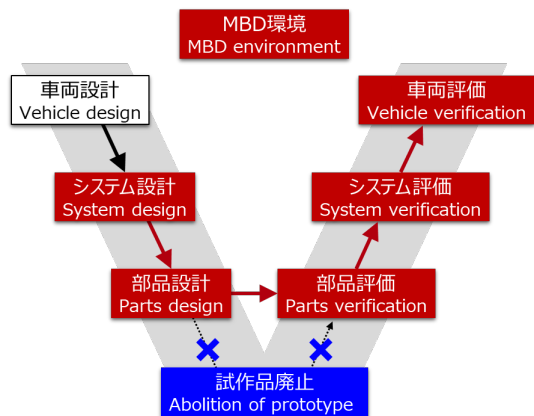 MBD環境
MBD environment
車両設計
Vehicle design
車両評価
Vehicle verification
システム設計
System design
システム評価
System verification
部品設計
Parts design
部品評価
Parts verification
試作品廃止
Abolition of prototype